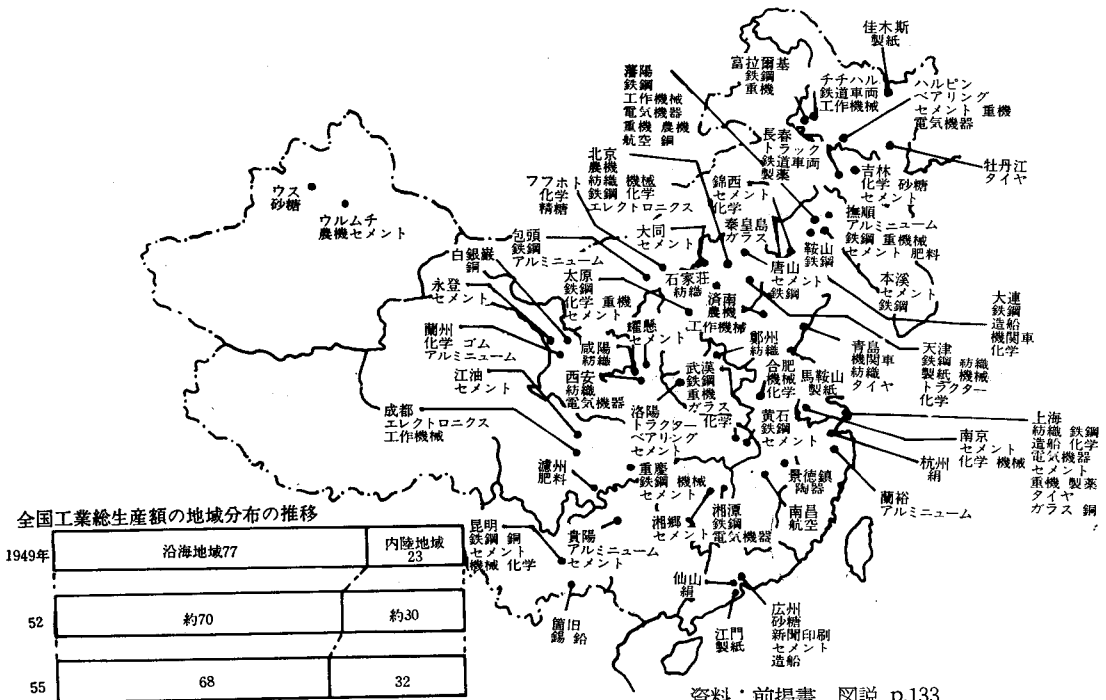 佳木斯
製紙
富拉爾基
鉄鋼
重機
チチハル
鉄道車両
工作機械
ハルピン
ベアリング
セメント 重機
電気機器
藩陽
鉄鋼
工作機械
電気機器
重機 農機
航空 銅
長春
トラック
鉄道車両
製薬
牡丹江
タイヤ
吉林
化学 砂糖
セメント
北京
農機
紡織 機械
鉄鋼 化学
エレクトロニクス
フフホト
化学
精糖
錦西
セメント
化学
秦皇島
ガラス
撫順
アルミニューム
鉄鋼 重機械
セメント 肥料
鞍山
鉄鋼
本溪
セメント
鉄鋼
大連
鉄鋼
造船
機関車
化学
ウス
砂糖
ウルムチ
農機セメント
大同
セメント
包頭
鉄鋼
アルミニューム
白銀巌
銅
永登
セメント
太原
鉄鋼
化学 重機
セメント
石家荘
紡織
唐山
セメント
鉄鋼
済南
農機
工作機械
蘭州
化学 ゴム
アルミニューム
耀懸
セメント
咸陽
紡織
鄭州
紡織
青島
機関車
紡織
タイヤ
天津
鉄鋼 紡織
製紙 機械
トラクター
化学
江油
セメント
西安
紡織
電気機器
武漢
鉄鋼
重機
ガラス
化学
合肥
機械
化学
馬鞍山
製紙
成都
エレクトロニクス
工作機械
洛陽
トラクター
ベアリング
セメント
黄石
鉄鋼
セメント
南京
セメント
化学 機械
上海
紡織 鉄鋼
造船 化学
電気機器
セメント
重機 製薬
タイヤ
ガラス 銅
杭州
絹
瀘州
肥料
重慶
鉄鋼 機械
セメント
景徳鎮
陶器
蘭裕
アルミニューム
昆明
鉄鋼 銅
セメント
機械 化学
貴陽
アルミニューム
セメント
湘郷
セメント
湘潭
鉄鋼
電気機器
南昌
航空
仙山
絹
箇旧
錫 鉛
江門
製紙
広州
砂糖
新聞印刷
セメント
造船
全国工業総生産額の地域分布の推移
1949年 沿海地域77 内陸地域
23
52 約70 約30
55 68 32
資料：前掲書 図説 p.133